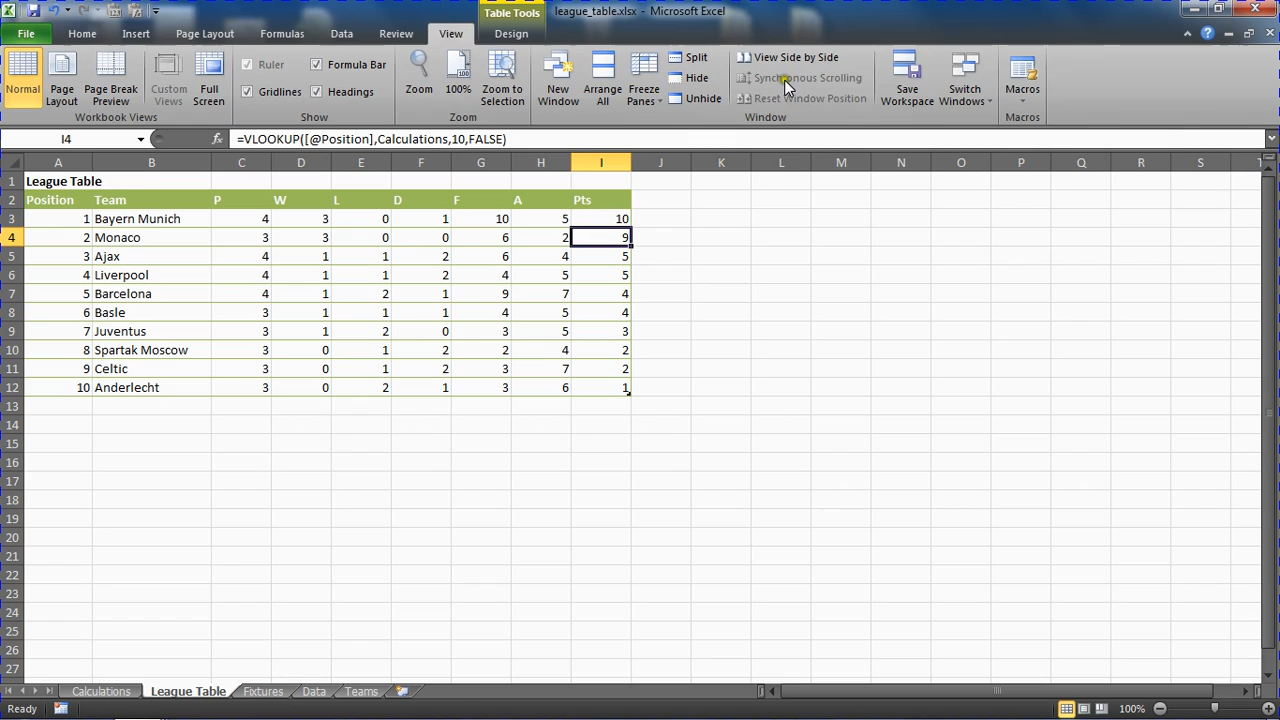 Table Tools
league_table.xlsx - Microsoft Excel
File Home Insert Page Layout Formulas Data Review View Design
Normal Page Layout Page Break Preview Custom Views Full Screen
Workbook Views
Ruler Formula Bar
Gridlines Headings
Show
Zoom 100% Zoom to Selection
Zoom
New Window Arrange All Freeze Panes
Split
Hide
Unhide
View Side by Side
Synchronous Scrolling
Reset Window Position
Window
Save Workspace Switch Windows
Macros
Macros
I4 fx =VLOOKUP([@Position],Calculations,10,FALSE)
A B C D E F G H I J K L M N O P Q R S
1 League Table
2 Position Team P W L D F A Pts
3 1 Bayern Munich 4 3 0 1 10 5 10
4 2 Monaco 3 3 0 0 6 2 9
5 3 Ajax 4 1 1 2 6 4 5
6 4 Liverpool 4 1 1 2 4 5 5
7 5 Barcelona 4 1 2 1 9 7 4
8 6 Basle 3 1 1 1 4 5 4
9 7 Juventus 3 1 2 0 3 5 3
10 8 Spartak Moscow 3 0 1 2 2 4 2
11 9 Celtic 3 0 1 2 3 7 2
12 10 Anderlecht 3 0 2 1 3 6 1
13
14
15
16
17
18
19
20
21
22
23
24
25
26
27
Calculations League Table Fixtures Data Teams
Ready 100%